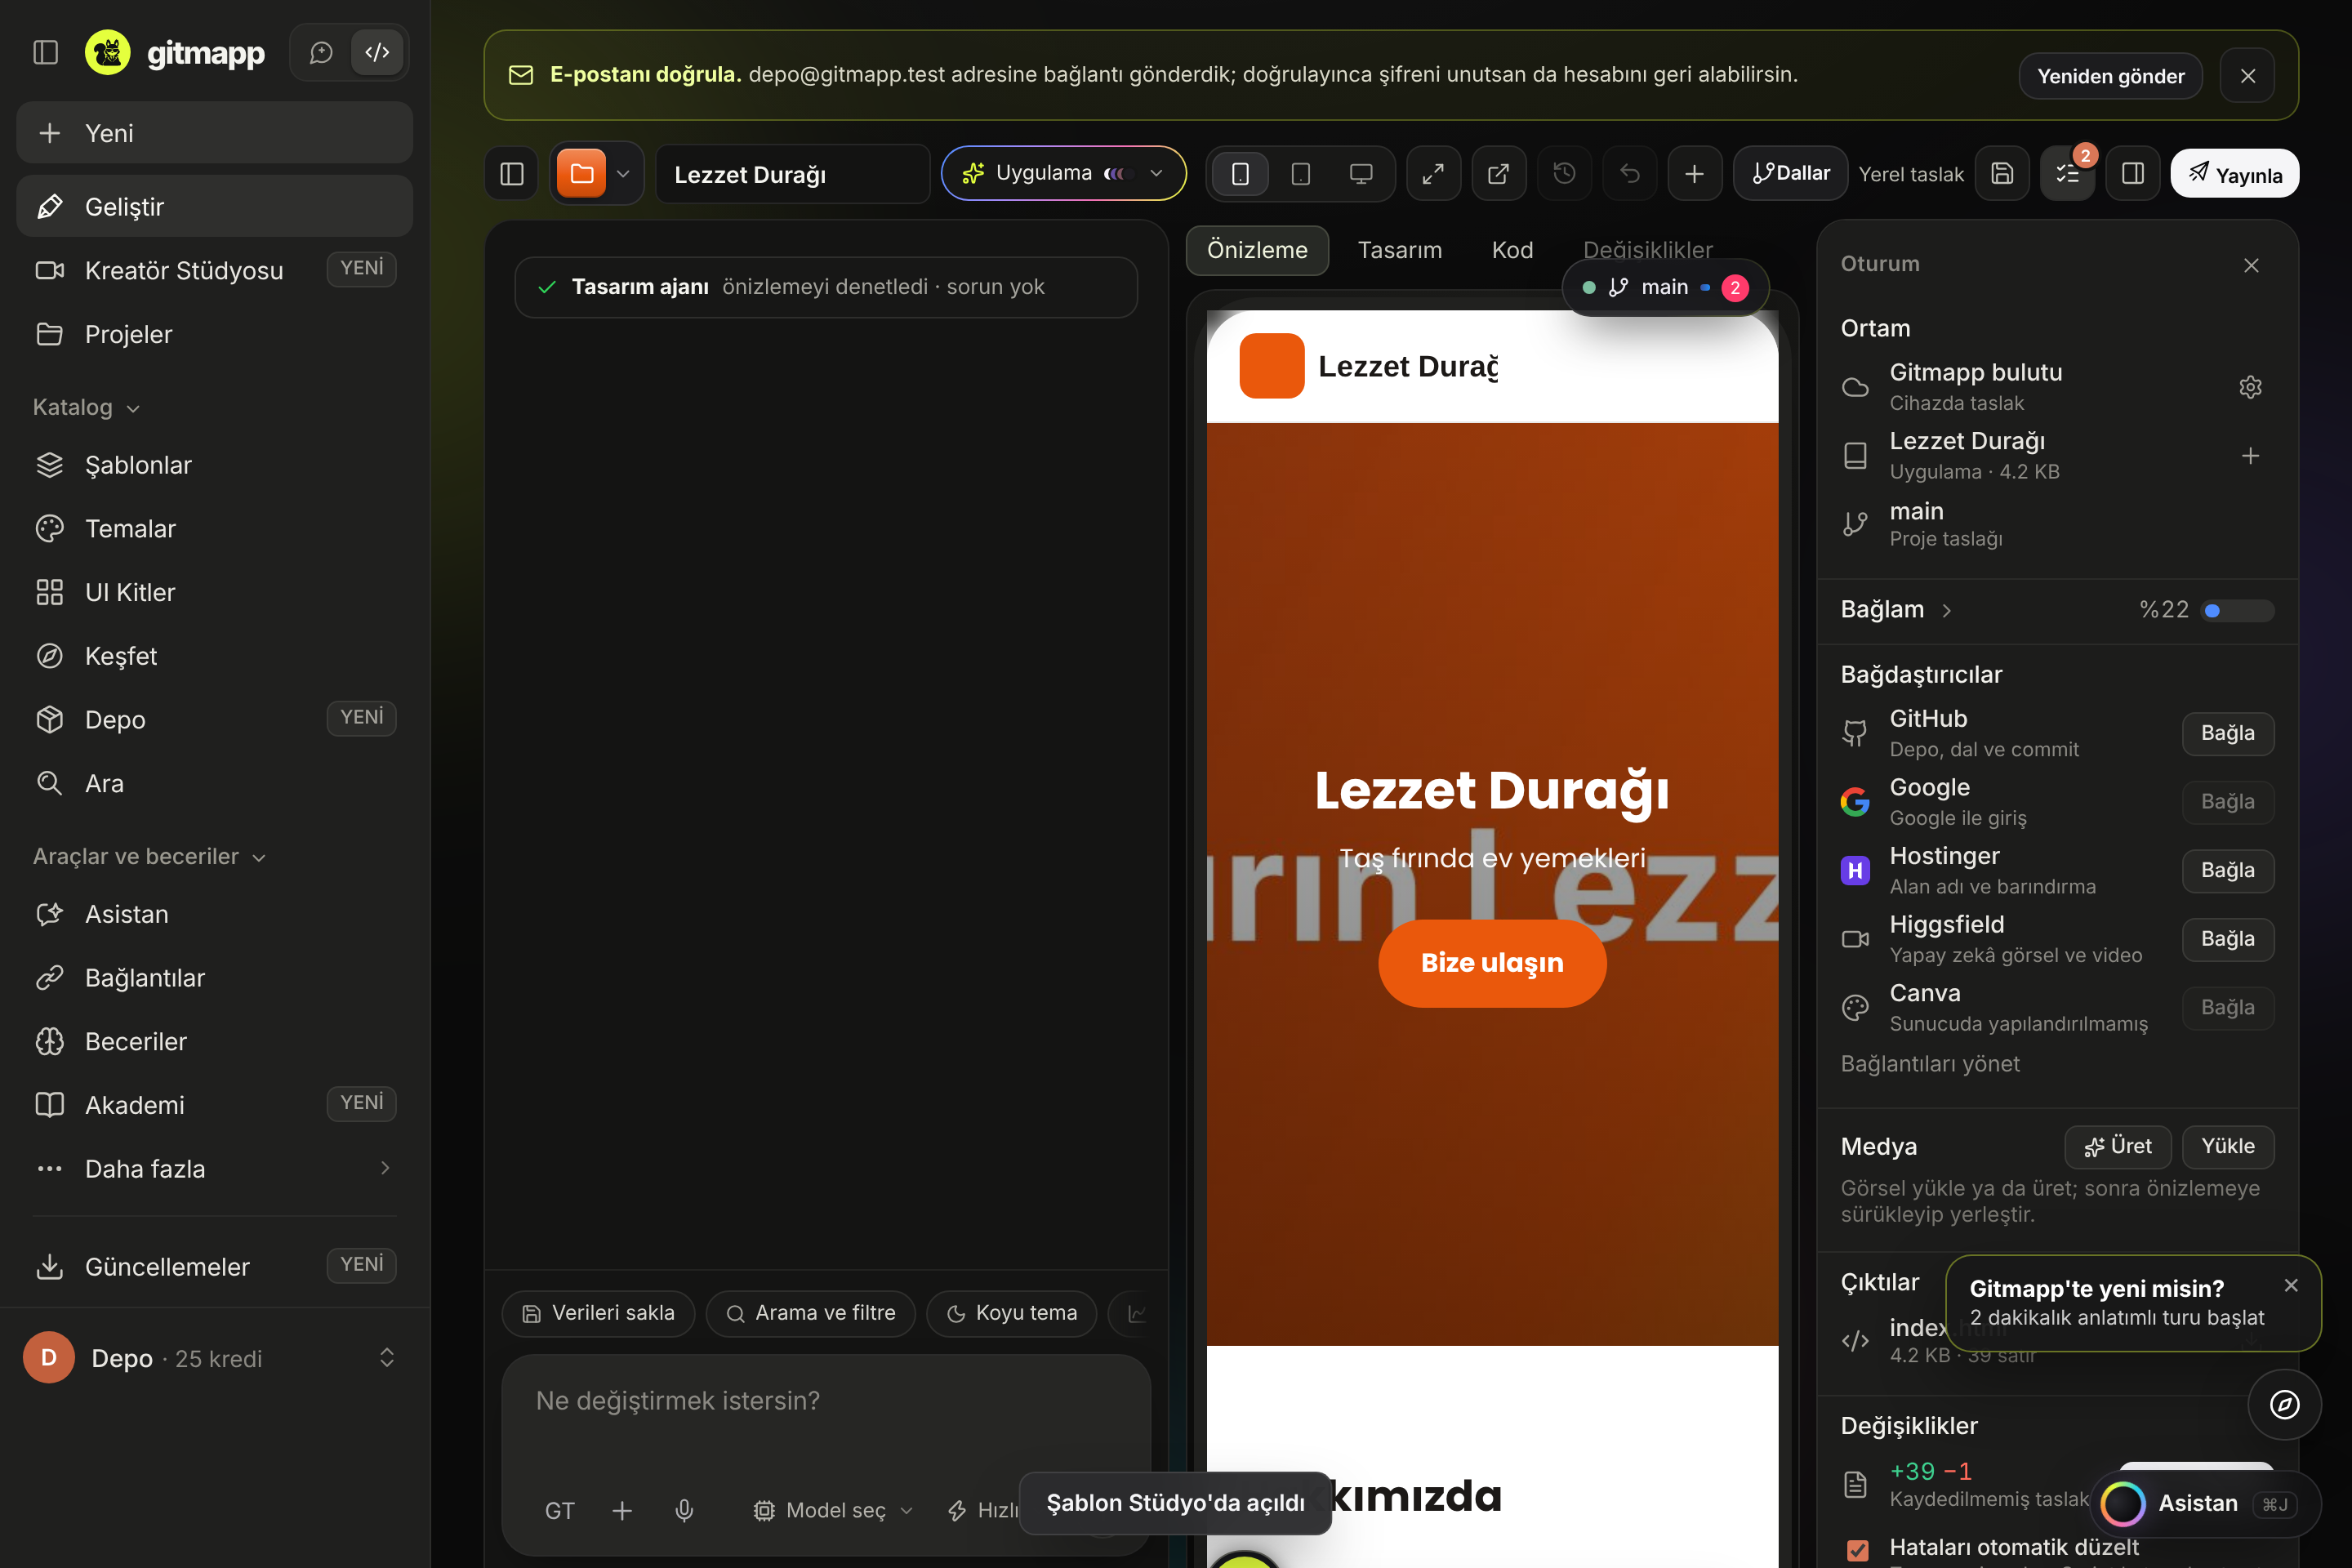 gitmapp
Yeni
Geliştir
Kreatör Stüdyosu YENİ
Projeler
Katalog
Şablonlar
Temalar
UI Kitler
Keşfet
Depo YENİ
Ara
Araçlar ve beceriler
Asistan
Bağlantılar
Beceriler
Akademi YENİ
Daha fazla
Güncellemeler YENİ
D Depo · 25 kredi
E-postanı doğrula. depo@gitmapp.test adresine bağlantı gönderdik; doğrulayınca şifreni unutsan da hesabını geri alabilirsin.
Yeniden gönder
Lezzet Durağı
Uygulama
Dallar
Yerel taslak
2
Yayınla
Tasarım ajanı önizlemeyi denetledi · sorun yok
Verileri sakla
Arama ve filtre
Koyu tema
Ne değiştirmek istersin?
GT
Model seç
Hızlı
Şablon Stüdyo'da açıldı
Önizleme
Tasarım
Kod
Değişiklikler
main 2
Lezzet Durağ
Lezzet Durağı
Taş fırında ev yemekleri
ırın Lezz
Bize ulaşın
kkımızda
Oturum
Ortam
Gitmapp bulutu
Cihazda taslak
Lezzet Durağı
Uygulama · 4.2 KB
main
Proje taslağı
Bağlam %22
Bağdaştırıcılar
GitHub
Depo, dal ve commit
Bağla
Google
Google ile giriş
Bağla
Hostinger
Alan adı ve barındırma
Bağla
Higgsfield
Yapay zekâ görsel ve video
Bağla
Canva
Sunucuda yapılandırılmamış
Bağla
Bağlantıları yönet
Medya
Üret
Yükle
Görsel yükle ya da üret; sonra önizlemeye
sürükleyip yerleştir.
Çıktılar
index.html
4.2 KB · 39 satır
Gitmapp'te yeni misin?
2 dakikalık anlatımlı turu başlat
Değişiklikler
+39 −1
Kaydedilmemiş taslak
Asistan ⌘J
Hataları otomatik düzelt